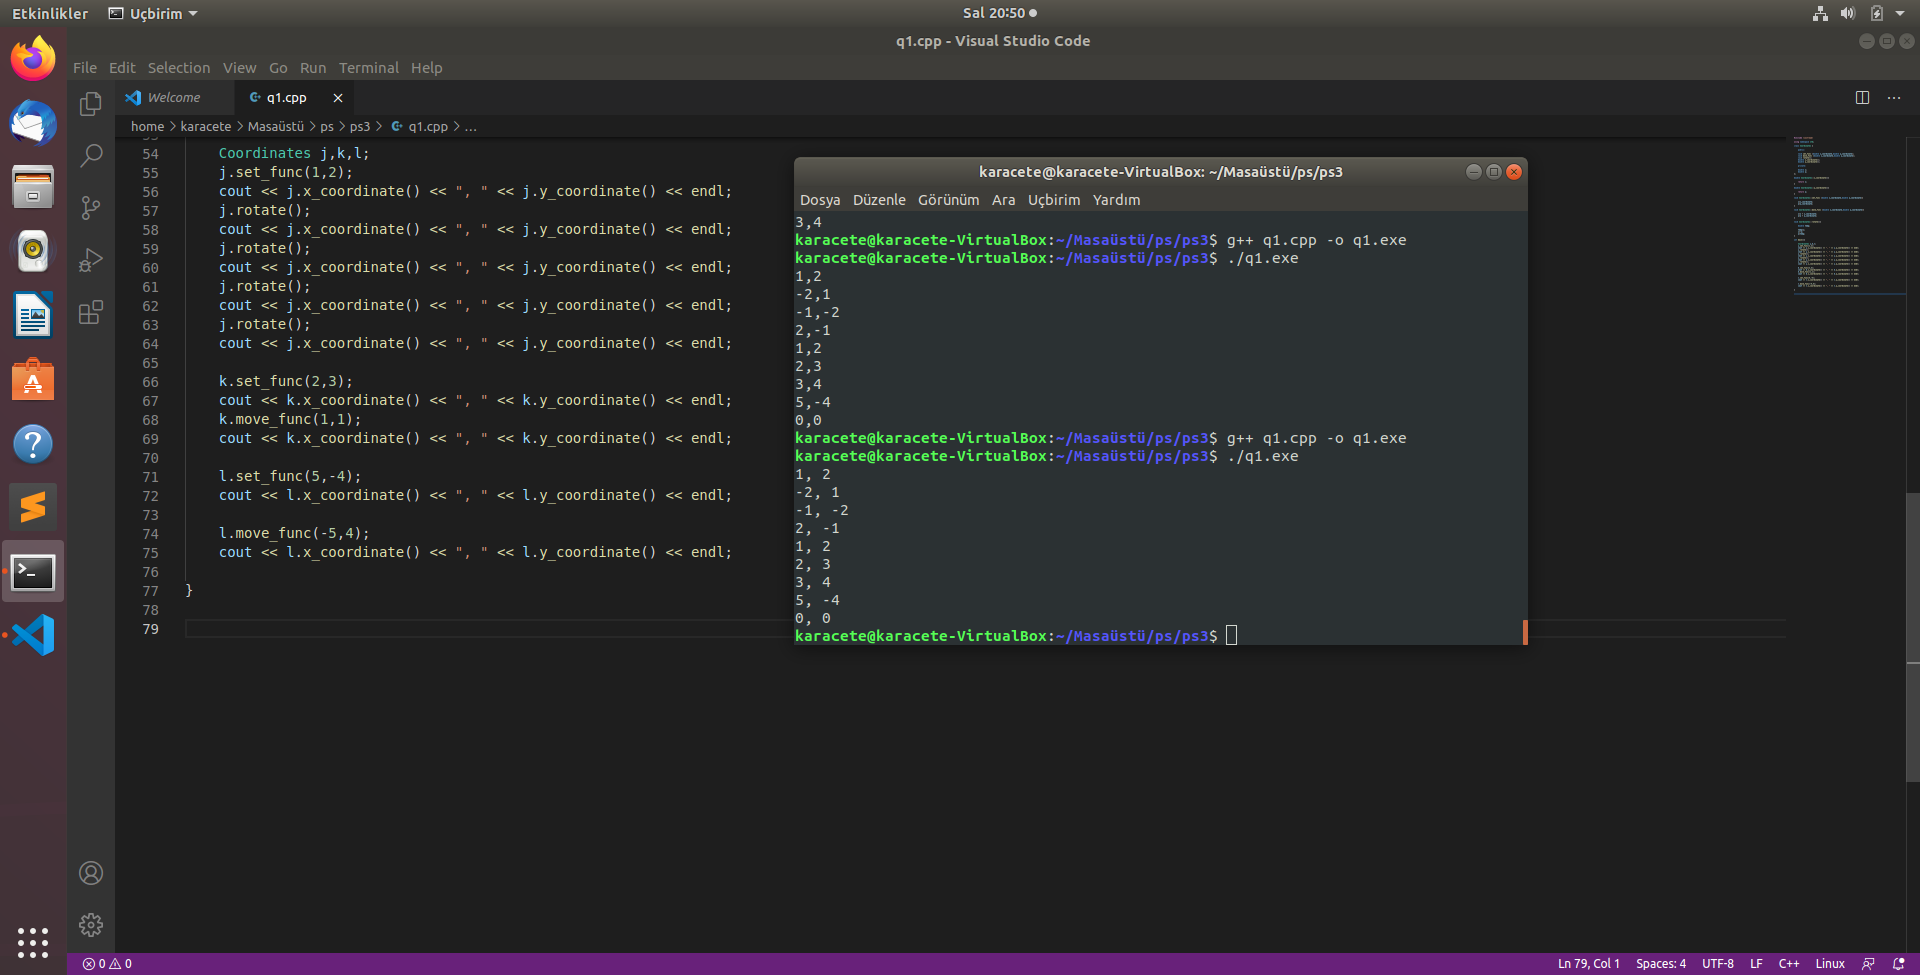 Etkinlikler Uçbirim Sal 20:50
q1.cpp - Visual Studio Code
File Edit Selection View Go Run Terminal Help
Welcome q1.cpp
home > karacete > Masaüstü > ps > ps3 > q1.cpp > ...
54 Coordinates j,k,l;
55 j.set_func(1,2);
56 cout << j.x_coordinate() << ", " << j.y_coordinate() << endl;
57 j.rotate();
58 cout << j.x_coordinate() << ", " << j.y_coordinate() << endl;
59 j.rotate();
60 cout << j.x_coordinate() << ", " << j.y_coordinate() << endl;
61 j.rotate();
62 cout << j.x_coordinate() << ", " << j.y_coordinate() << endl;
63 j.rotate();
64 cout << j.x_coordinate() << ", " << j.y_coordinate() << endl;
65
66 k.set_func(2,3);
67 cout << k.x_coordinate() << ", " << k.y_coordinate() << endl;
68 k.move_func(1,1);
69 cout << k.x_coordinate() << ", " << k.y_coordinate() << endl;
70
71 l.set_func(5,-4);
72 cout << l.x_coordinate() << ", " << l.y_coordinate() << endl;
73
74 l.move_func(-5,4);
75 cout << l.x_coordinate() << ", " << l.y_coordinate() << endl;
76
77 }
78
79
karacete@karacete-VirtualBox: ~/Masaüstü/ps/ps3
Dosya Düzenle Görünüm Ara Uçbirim Yardım
3,4
karacete@karacete-VirtualBox:~/Masaüstü/ps/ps3$ g++ q1.cpp -o q1.exe
karacete@karacete-VirtualBox:~/Masaüstü/ps/ps3$ ./q1.exe
1,2
-2,1
-1,-2
2,-1
1,2
2,3
3,4
5,-4
0,0
karacete@karacete-VirtualBox:~/Masaüstü/ps/ps3$ g++ q1.cpp -o q1.exe
karacete@karacete-VirtualBox:~/Masaüstü/ps/ps3$ ./q1.exe
1, 2
-2, 1
-1, -2
2, -1
1, 2
2, 3
3, 4
5, -4
0, 0
karacete@karacete-VirtualBox:~/Masaüstü/ps/ps3$
0 0 Ln 79, Col 1 Spaces: 4 UTF-8 LF C++ Linux